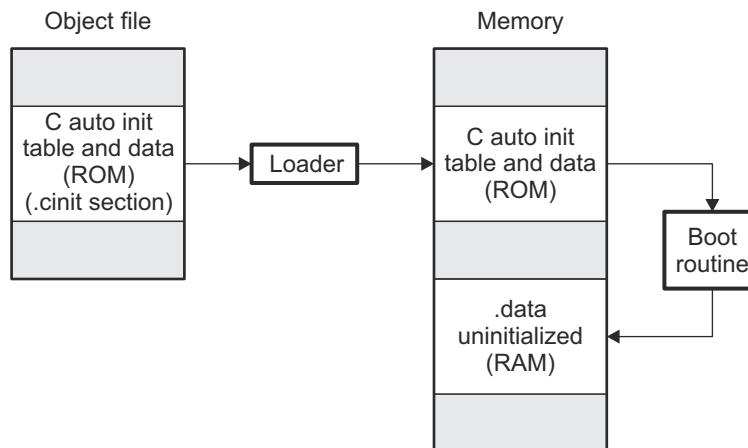 Object file
Memory
C auto init
table and data
(ROM)
(.cinit section)
Loader
C auto init
table and data
(ROM)
Boot
routine
.data
uninitialized
(RAM)